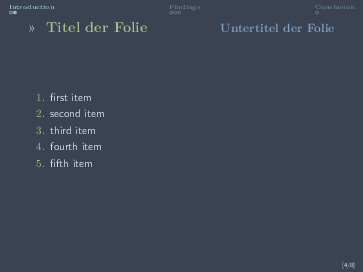 Introduction Findings Conclusion
» Titel der Folie Untertitel der Folie
1. first item
2. second item
3. third item
4. fourth item
5. fifth item
[4/8]